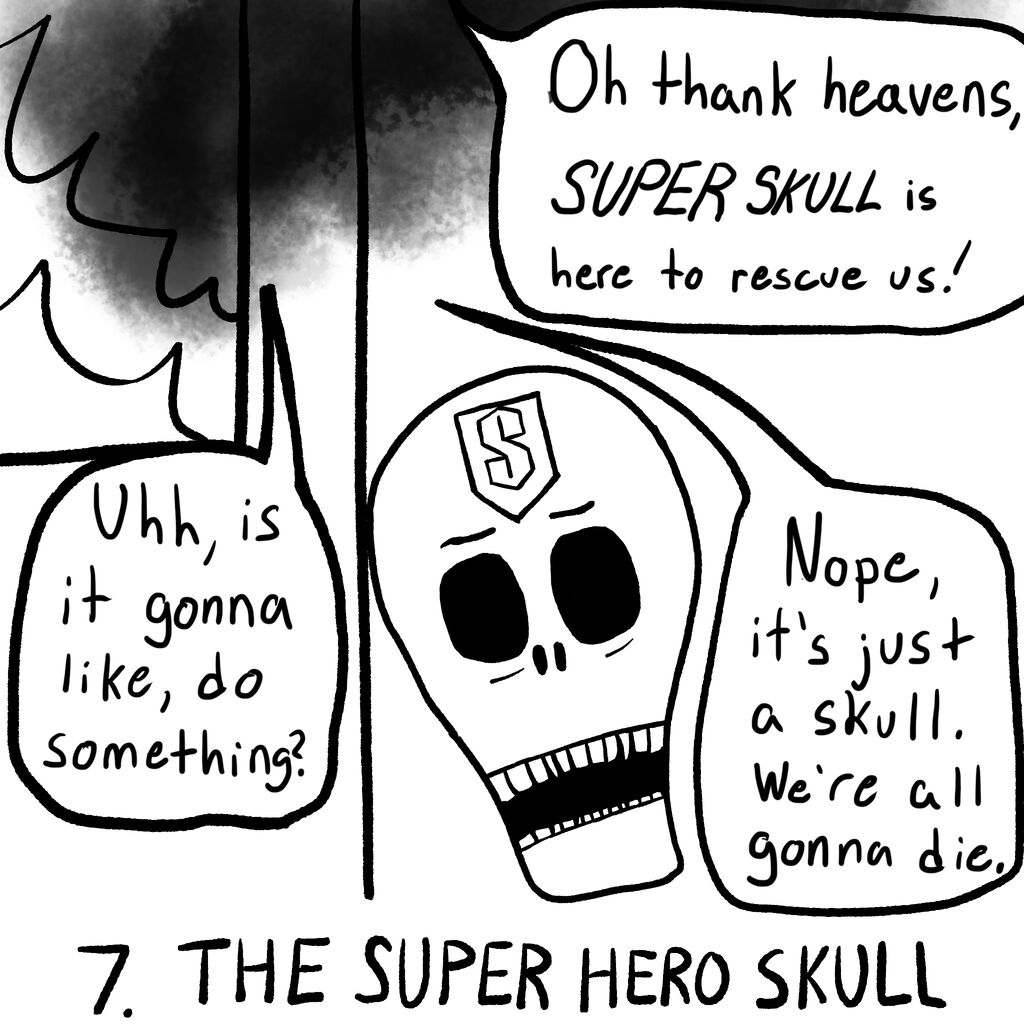 Oh thank heavens,
SUPER SKULL is
here to rescue us!
S
Uhh, is
it gonna
like, do
something?
Nope,
it's just
a skull.
We're all
gonna die.
7. THE SUPER HERO SKULL